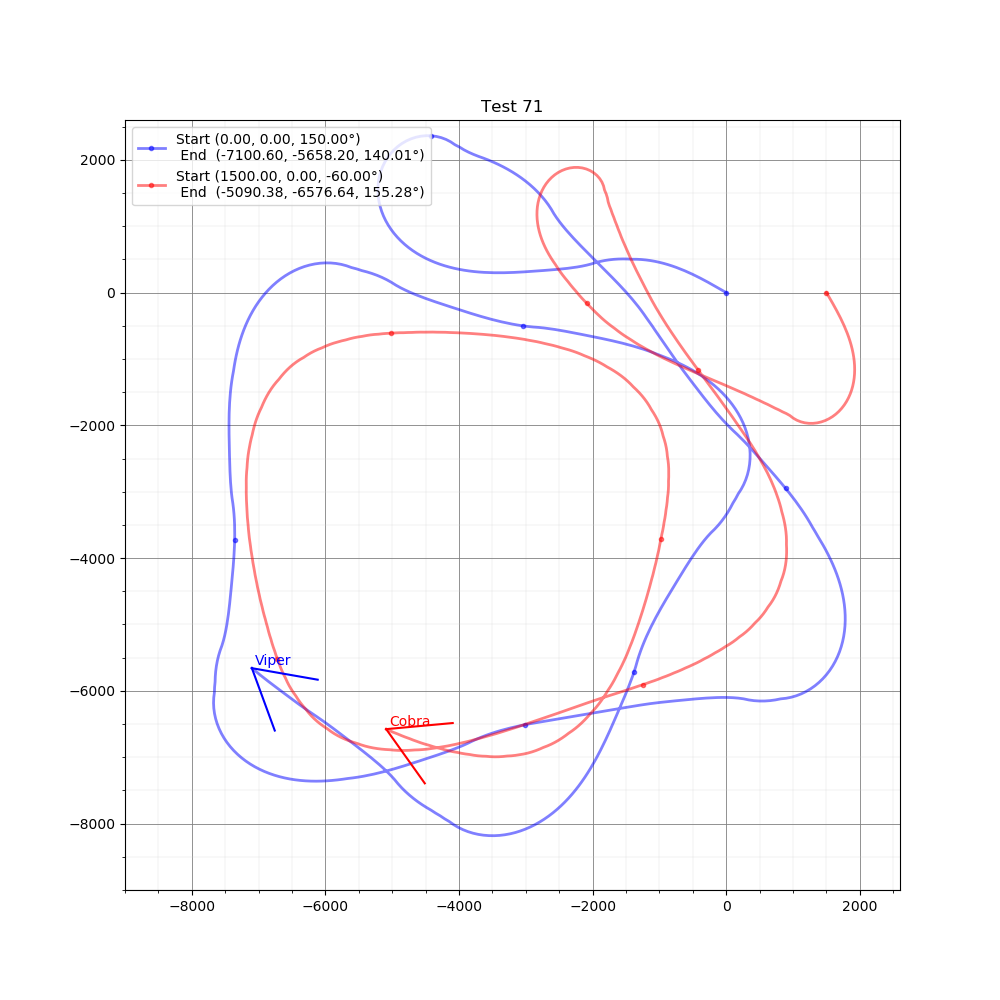 Test 71
Start (0.00, 0.00, 150.00°)
End (-7100.60, -5658.20, 140.01°)
Start (1500.00, 0.00, -60.00°)
End (-5090.38, -6576.64, 155.28°)
2000
0
−2000
−4000
−6000
−8000
Viper
Cobra
−8000 −6000 −4000 −2000 0 2000